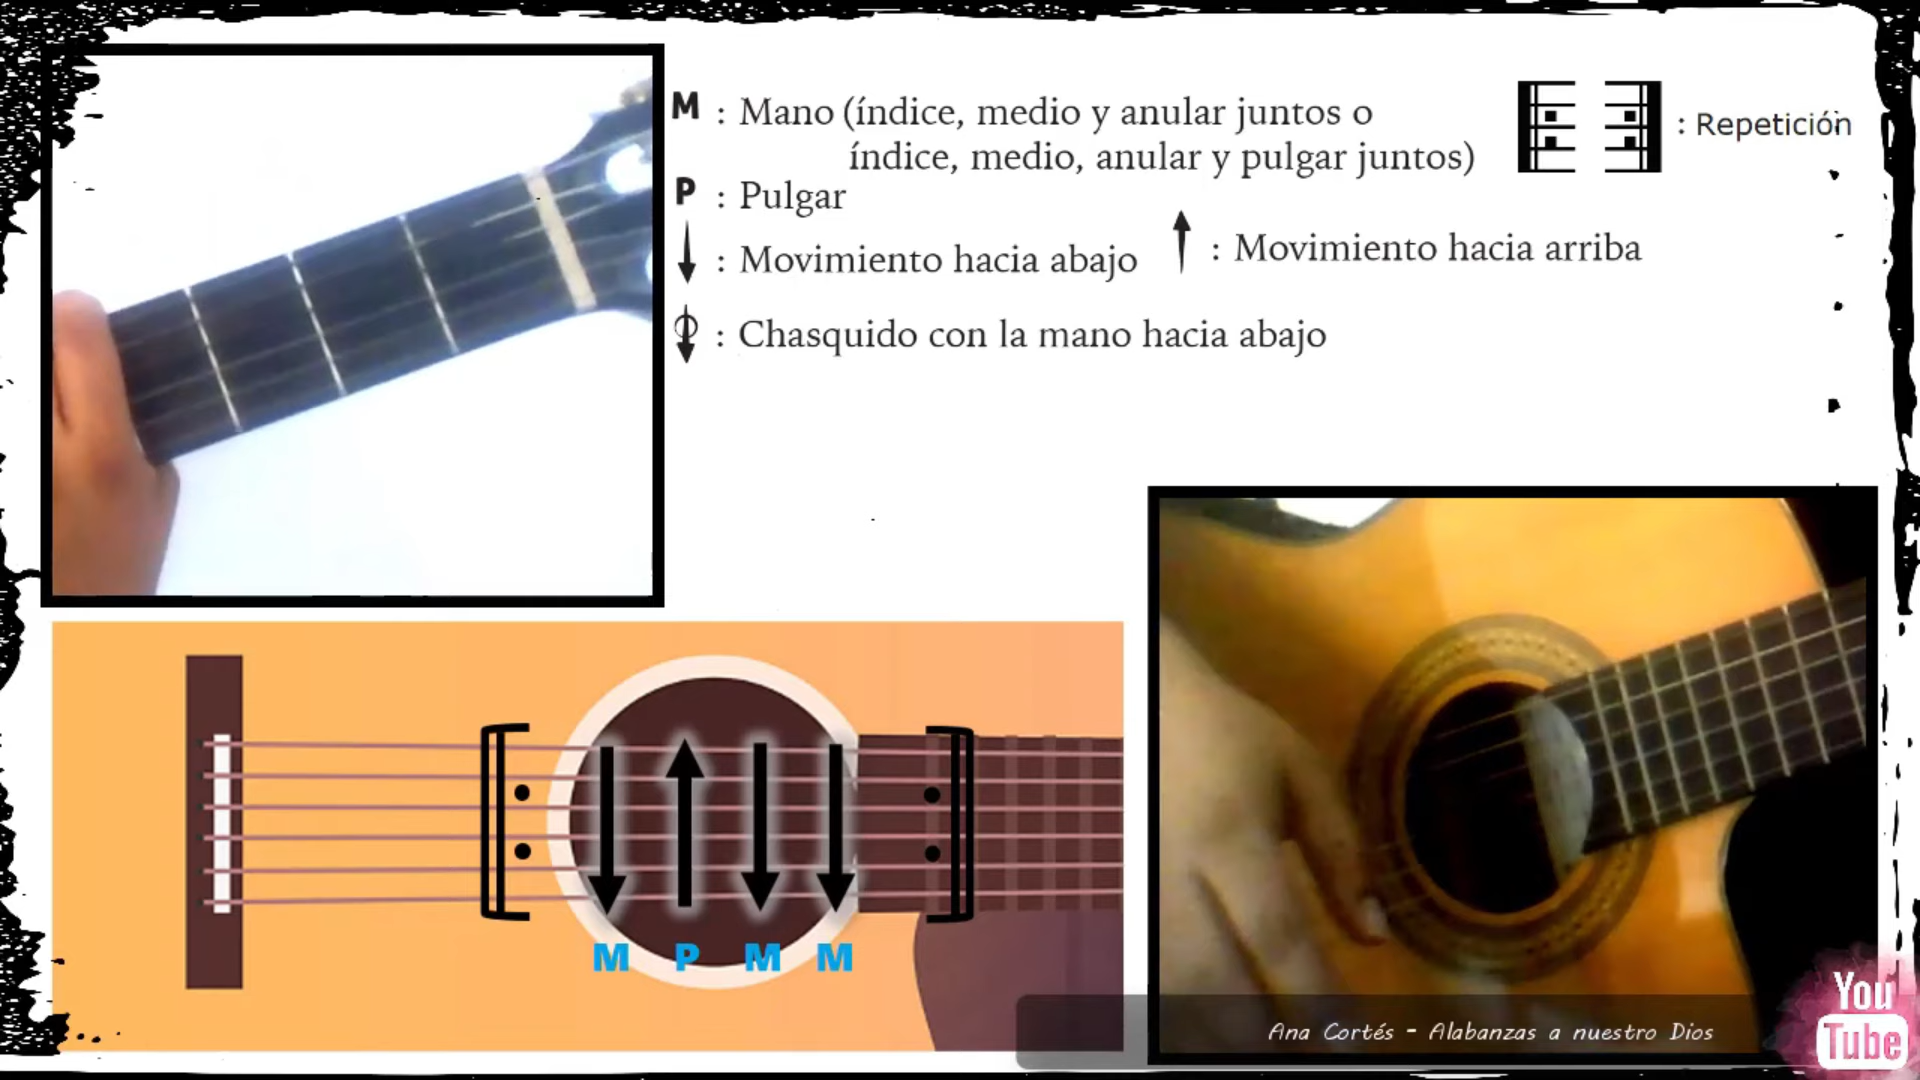 M : Mano (índice, medio y anular juntos o
índice, medio, anular y pulgar juntos)
: Repetición
P : Pulgar
: Movimiento hacia abajo
: Movimiento hacia arriba
: Chasquido con la mano hacia abajo
M P M M
Ana Cortés - Alabanzas a nuestro Dios
You
Tube